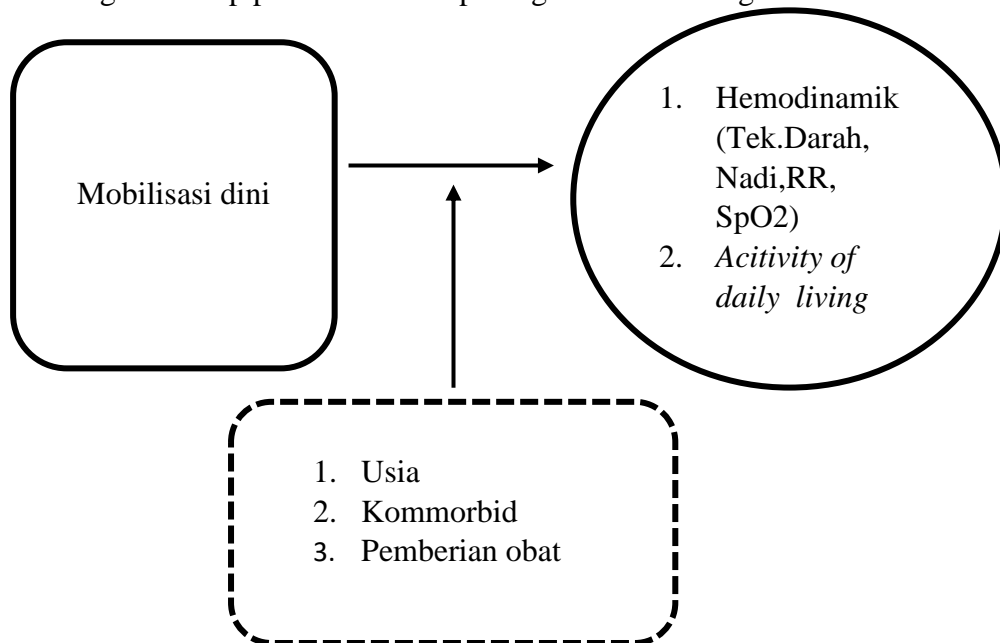 Mobilisasi dini
1. Hemodinamik
(Tek.Darah,
Nadi,RR,
SpO2)
2. Acitivity of
daily living
1. Usia
2. Kommorbid
3. Pemberian obat